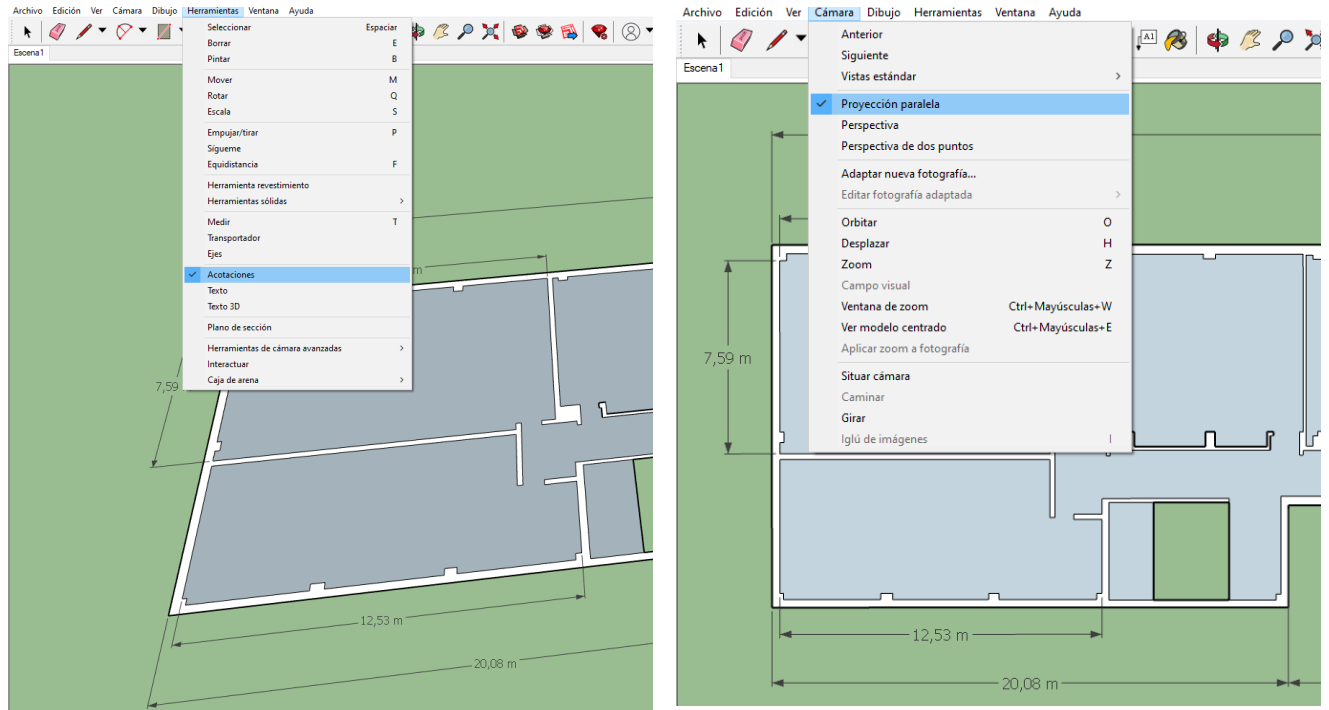 Archivo Edición Ver Cámara Dibujo Herramientas Ventana Ayuda
Escena1
Seleccionar Espaciar
Borrar E
Pintar B
Mover M
Rotar Q
Escala S
Empujar/tirar P
Sígueme
Equidistancia F
Herramienta revestimiento
Herramientas sólidas
Medir T
Transportador
Ejes
Acotaciones
Texto
Texto 3D
Plano de sección
Herramientas de cámara avanzadas
Interactuar
Caja de arena
m
7,59
12,53 m
20,08 m
Archivo Edición Ver Cámara Dibujo Herramientas Ventana Ayuda
A1
Escena1
Anterior
Siguiente
Vistas estándar
Proyección paralela
Perspectiva
Perspectiva de dos puntos
Adaptar nueva fotografía...
Editar fotografía adaptada
Orbitar O
Desplazar H
Zoom Z
Campo visual
Ventana de zoom Ctrl+Mayúsculas+W
Ver modelo centrado Ctrl+Mayúsculas+E
Aplicar zoom a fotografía
Situar cámara
Caminar
Girar
Iglú de imágenes I
7,59 m
12,53 m
20,08 m